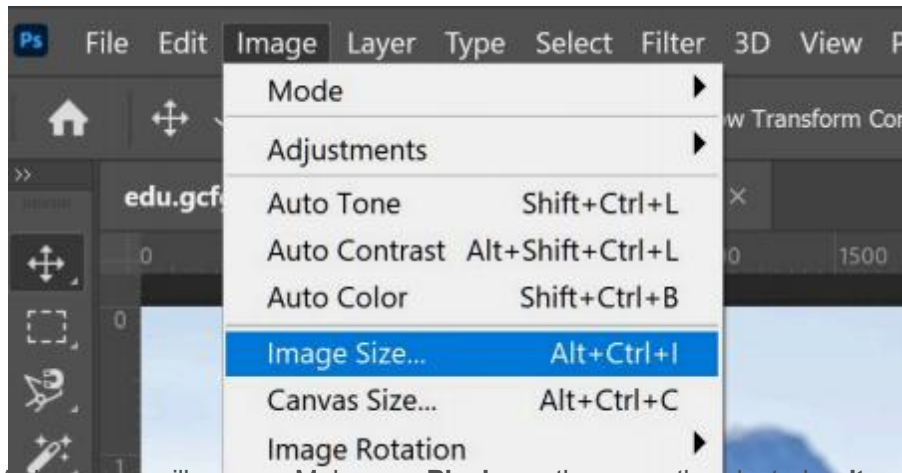 Ps File Edit Image Layer Type Select Filter 3D View
Mode
Adjustments
w Transform Con
edu.gcf
Auto Tone Shift+Ctrl+L
Auto Contrast Alt+Shift+Ctrl+L
Auto Color Shift+Ctrl+B
0 1500
0
Image Size... Alt+Ctrl+I
Canvas Size... Alt+Ctrl+C
Image Rotation
1